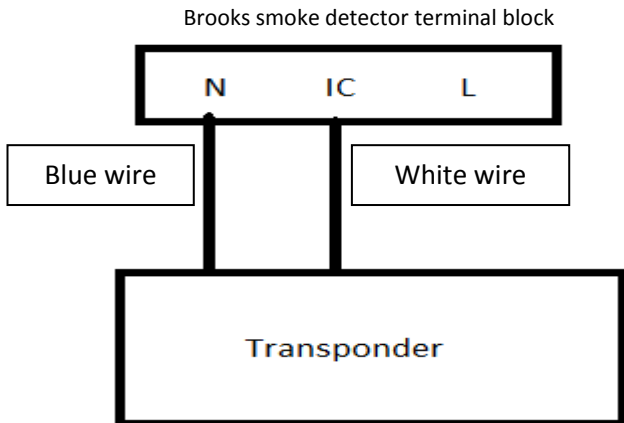 Brooks smoke detector terminal block
N IC L
Blue wire White wire
Transponder